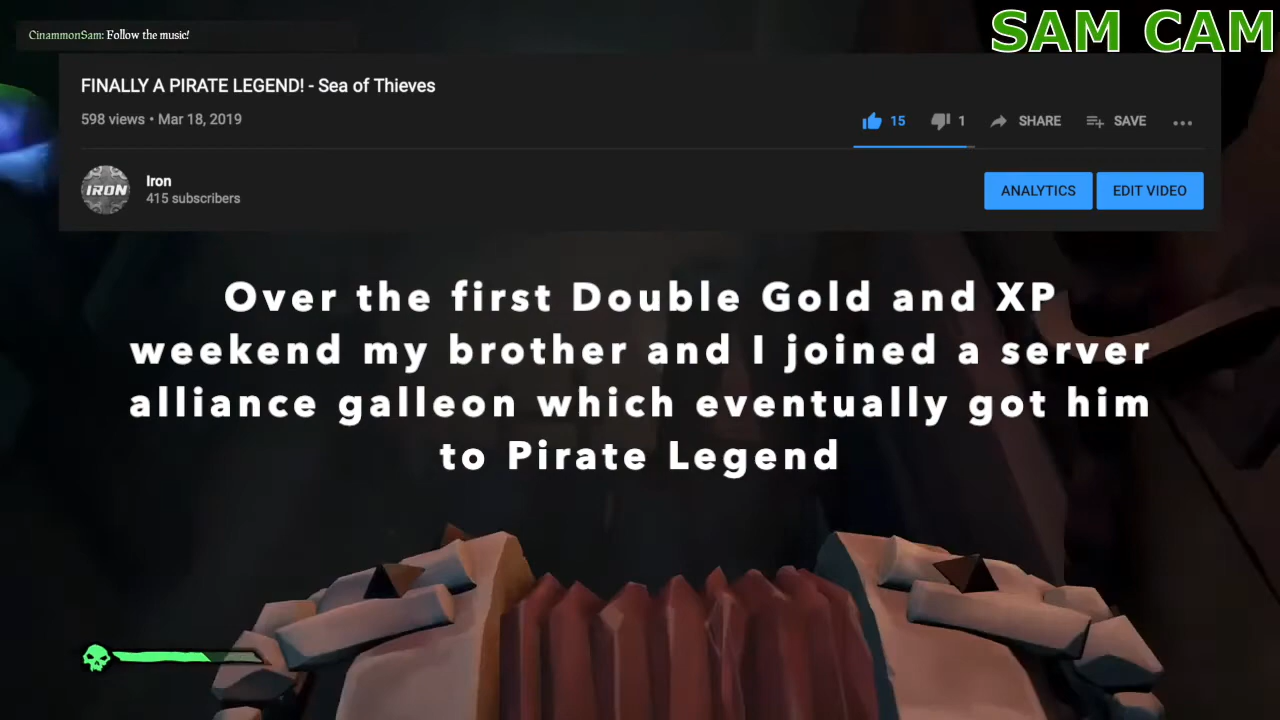 SAM CAM
CinammonSam: Follow the music!
FINALLY A PIRATE LEGEND! - Sea of Thieves
598 views • Mar 18, 2019
15
1
SHARE
SAVE
IRON
Iron
415 subscribers
ANALYTICS
EDIT VIDEO
Over the first Double Gold and XP
weekend my brother and I joined a server
alliance galleon which eventually got him
to Pirate Legend